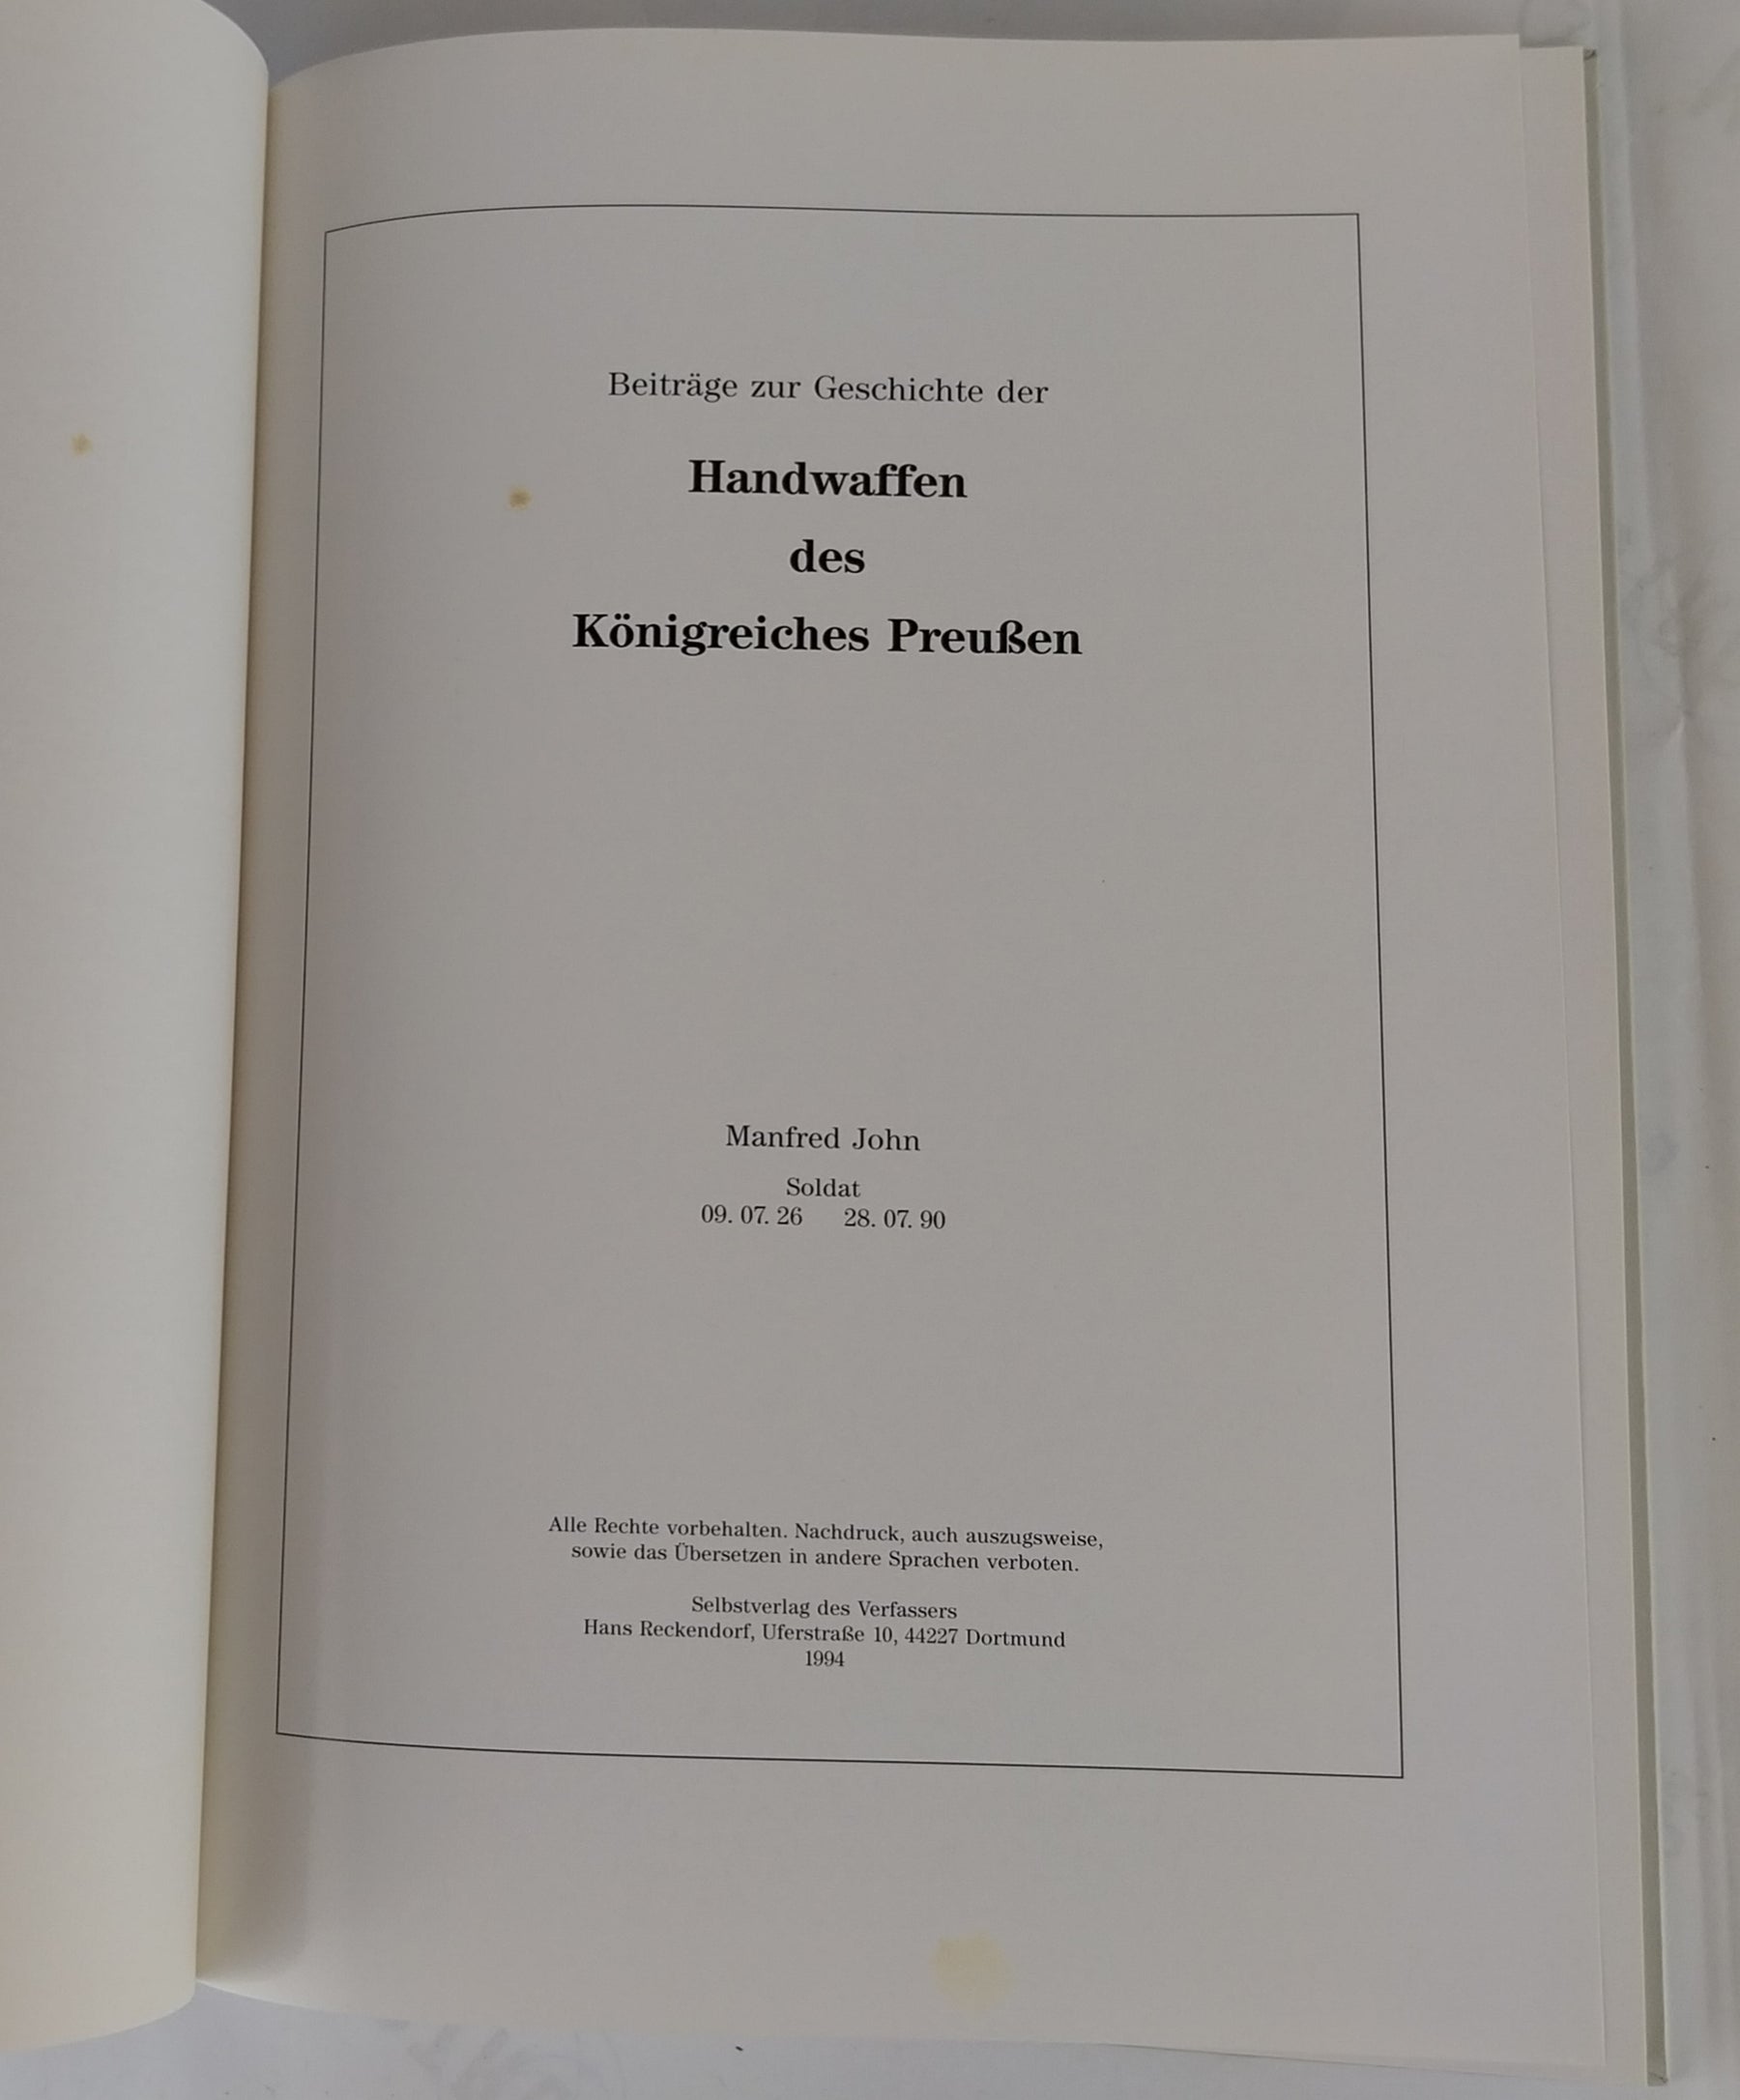 Beiträge zur Geschichte der
Handwaffen
des
Königreiches Preußen
Manfred John
Soldat
09. 07. 26 28. 07. 90
Alle Rechte vorbehalten. Nachdruck, auch auszugsweise,
sowie das Übersetzen in andere Sprachen verboten.
Selbstverlag des Verfassers
Hans Reckendorf, Uferstraße 10, 44227 Dortmund
1994